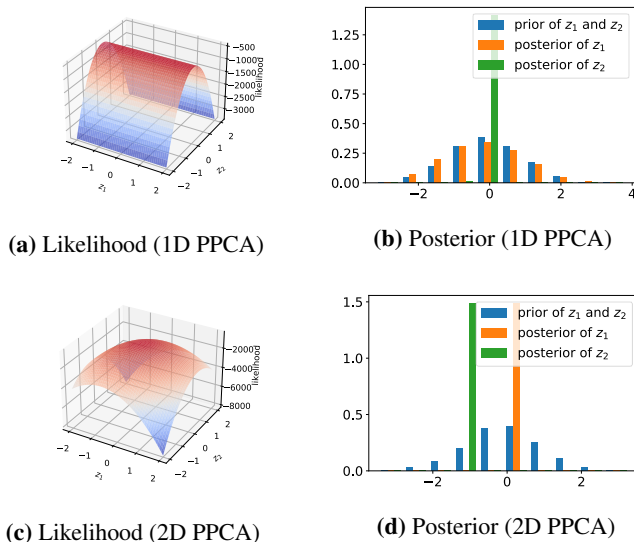 −500
−1000
−1500
−2000
−2500
−3000
likelihood
−2
−1
0
1
2
z1
−2
−1
0
1
2
z2
1.25
1.00
0.75
0.50
0.25
0.00
prior of z1 and z2
posterior of z1
posterior of z2
−2
0
2
4
(a) Likelihood (1D PPCA)
(b) Posterior (1D PPCA)
−2000
−4000
−6000
−8000
likelihood
−2
−1
0
1
2
z1
−2
−1
0
1
2
z2
1.5
1.0
0.5
0.0
prior of z1 and z2
posterior of z1
posterior of z2
−2
0
2
(c) Likelihood (2D PPCA)
(d) Posterior (2D PPCA)